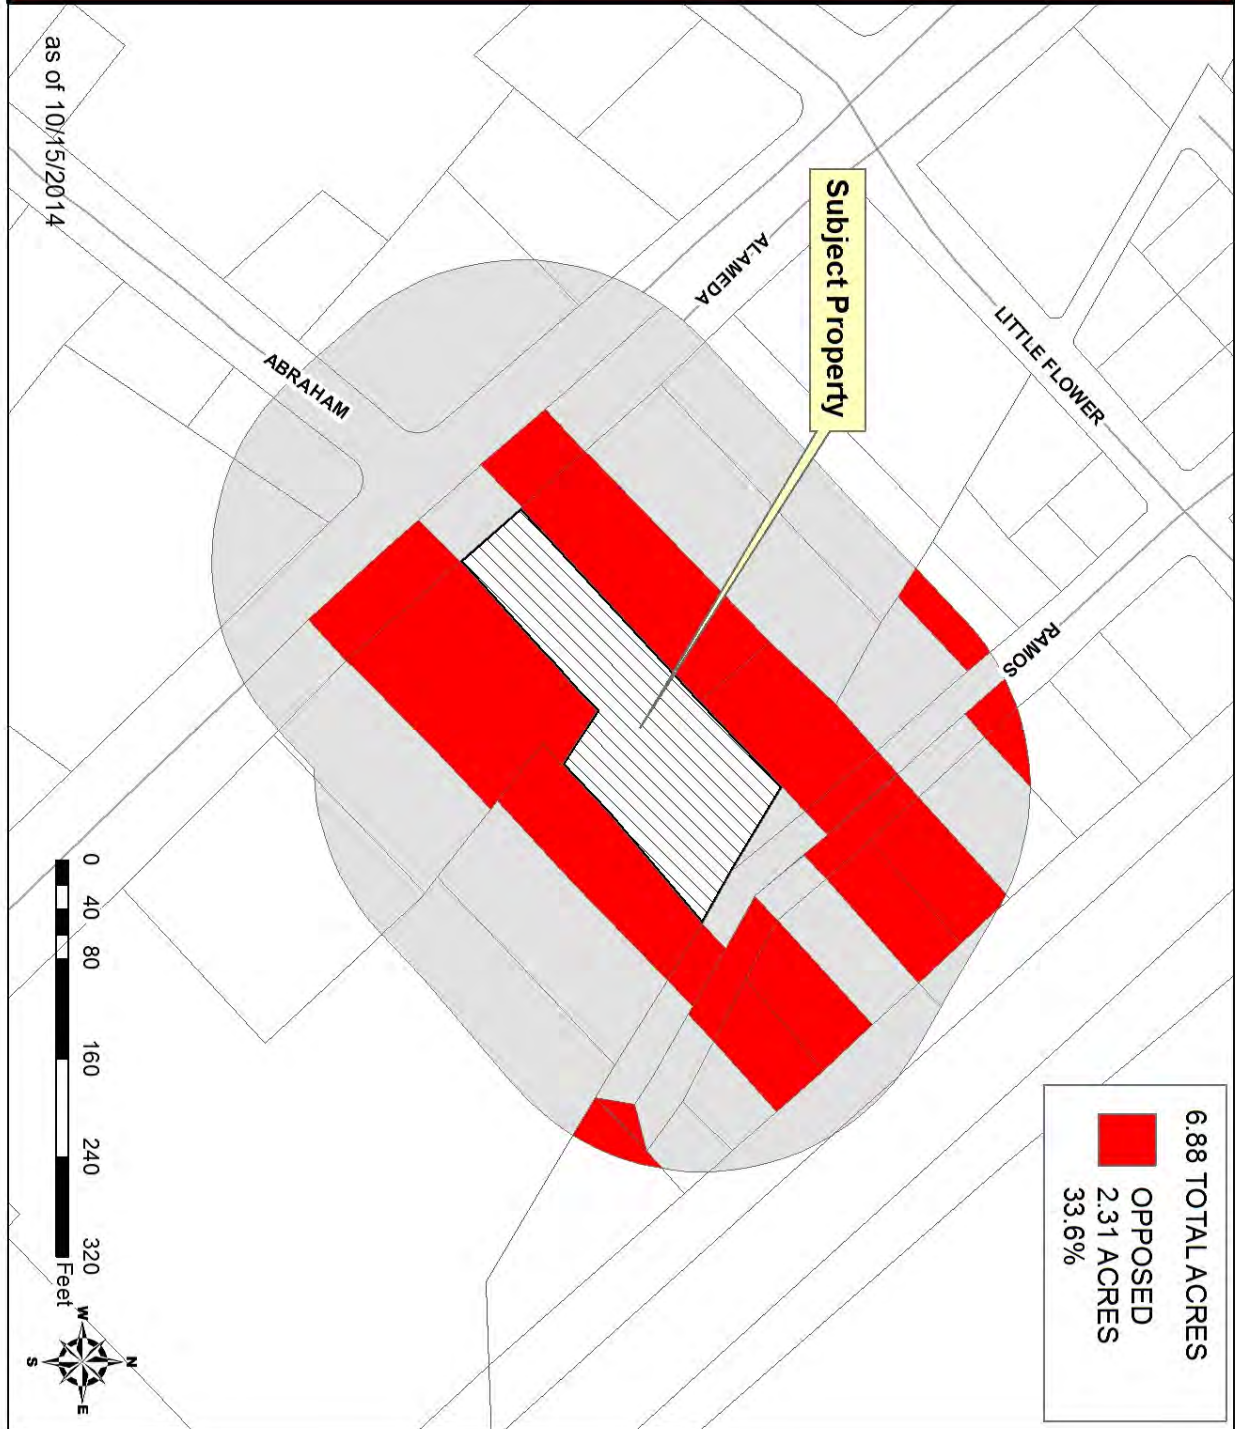 6.88 TOTAL ACRES
OPPOSED
2.31 ACRES
33.6%
Subject Property
LITTLE FLOWER
ALAMEDA
RAMOS
ABRAHAM
as of 10/15/2014
0 40 80 160 240 320
Feet
N
W
E
S